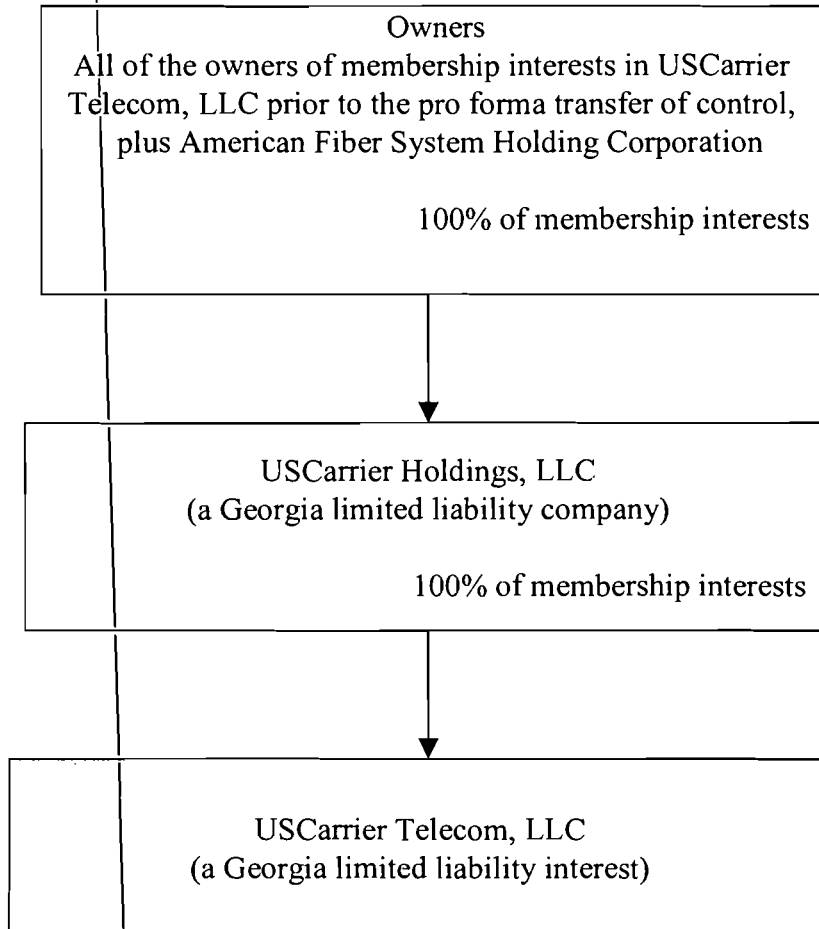 Owners
All of the owners of membership interests in USCarrier
Telecom, LLC prior to the pro forma transfer of control,
plus American Fiber System Holding Corporation
100% of membership interests
USCarrier Holdings, LLC
(a Georgia limited liability company)
100% of membership interests
USCarrier Telecom, LLC
(a Georgia limited liability interest)